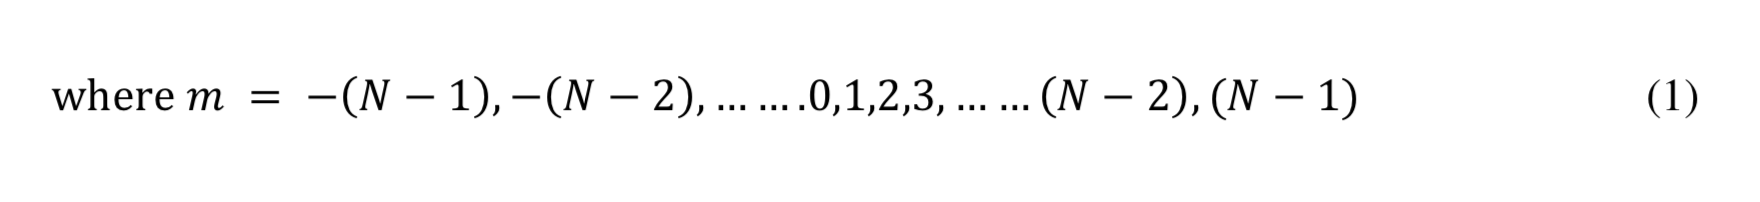 where m = −(N − 1), −(N − 2), … … .0,1,2,3, … … (N − 2), (N − 1) (1)